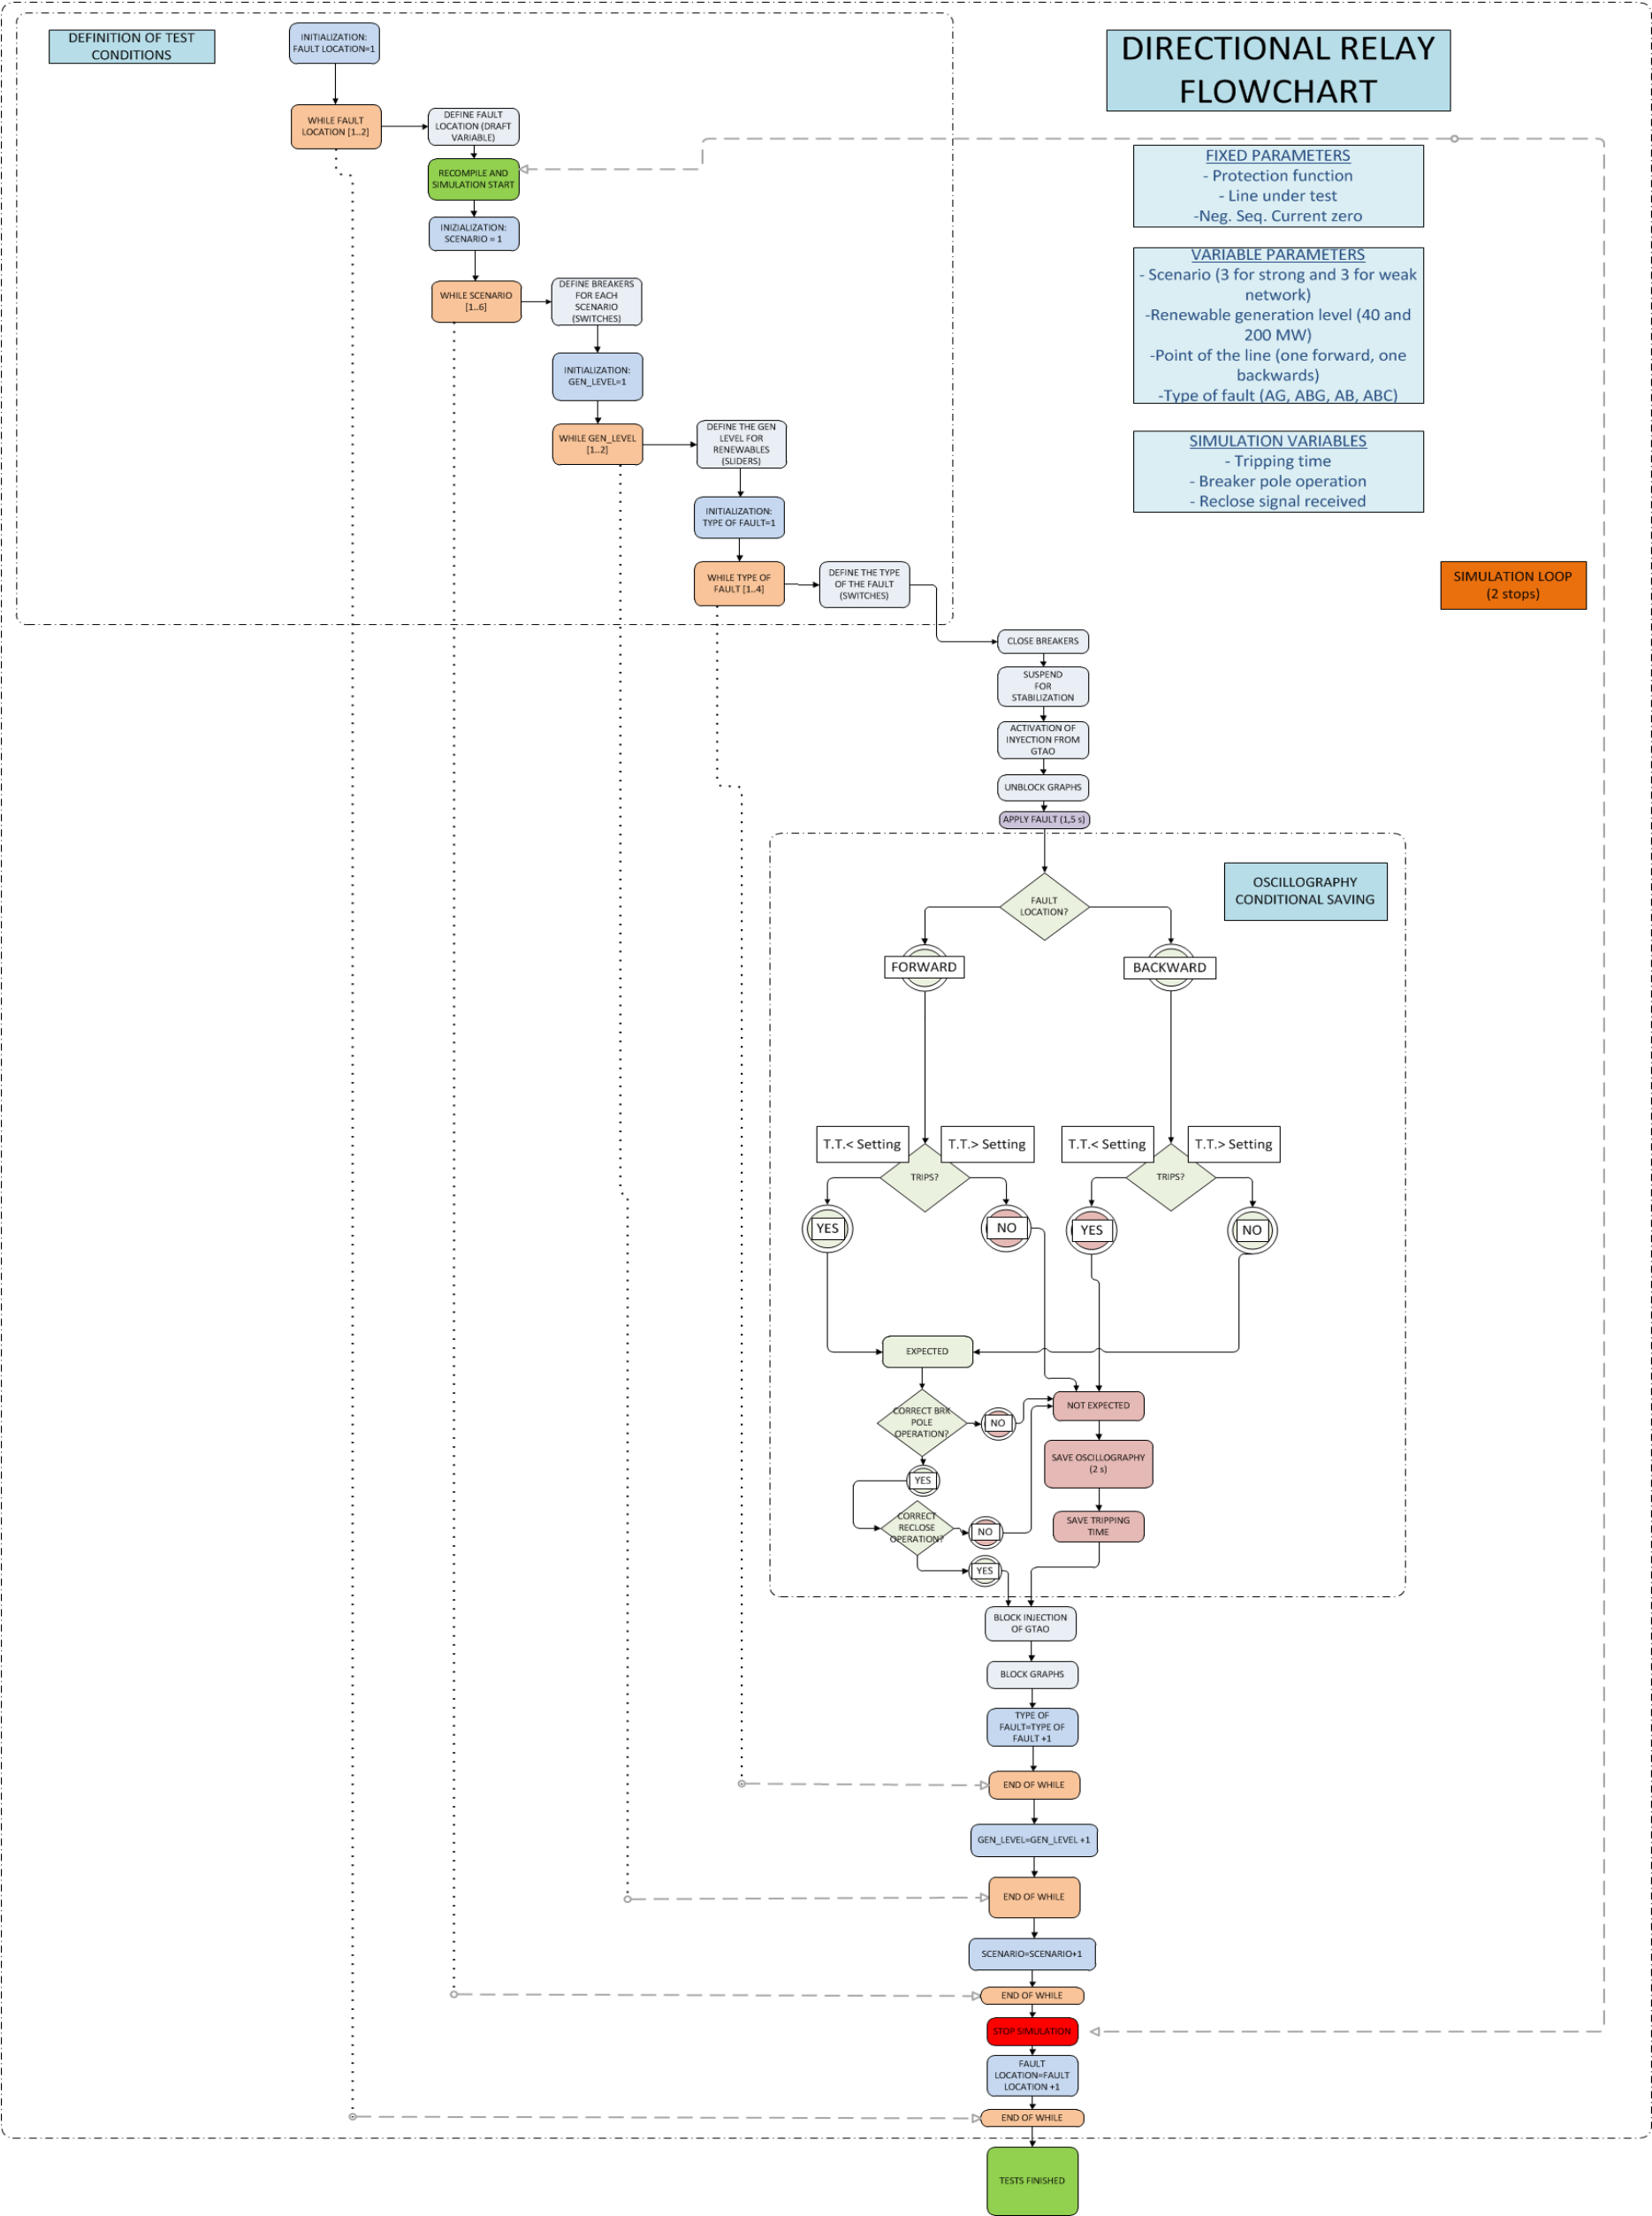 DEFINITION OF TEST
CONDITIONS
INITIALIZATION:
FAULT LOCATION=1
DIRECTIONAL RELAY
FLOWCHART
WHILE FAULT
LOCATION [1..2]
DEFINE FAULT
LOCATION (DRAFT
VARIABLE)
RECOMPILE AND
SIMULATION START
INIZIALIZATION:
SCENARIO = 1
WHILE SCENARIO
[1..6]
DEFINE BREAKERS
FOR EACH
SCENARIO
(SWITCHES)
INITIALIZATION:
GEN_LEVEL=1
WHILE GEN_LEVEL
[1..2]
DEFINE THE GEN
LEVEL FOR
RENEWABLES
(SLIDERS)
INITIALIZATION:
TYPE OF FAULT=1
WHILE TYPE OF
FAULT [1..4]
DEFINE THE TYPE
OF THE FAULT
(SWITCHES)
FIXED PARAMETERS
- Protection function
- Line under test
-Neg. Seq. Current zero
VARIABLE PARAMETERS
- Scenario (3 for strong and 3 for weak
network)
-Renewable generation level (40 and
200 MW)
-Point of the line (one forward, one
backwards)
-Type of fault (AG, ABG, AB, ABC)
SIMULATION VARIABLES
- Tripping time
- Breaker pole operation
- Reclose signal received
SIMULATION LOOP
(2 stops)
CLOSE BREAKERS
SUSPEND
FOR
STABILIZATION
ACTIVATION OF
INYECTION FROM
GTAO
UNBLOCK GRAPHS
APPLY FAULT (1,5 s)
OSCILLOGRAPHY
CONDITIONAL SAVING
FAULT
LOCATION?
FORWARD
BACKWARD
T.T.< Setting
T.T.> Setting
T.T.< Setting
T.T.> Setting
TRIPS?
TRIPS?
YES
NO
YES
NO
EXPECTED
CORRECT BRK
POLE
OPERATION?
NO
NOT EXPECTED
SAVE OSCILLOGRAPHY
(2 s)
YES
CORRECT
RECLOSE
OPERATION?
NO
SAVE TRIPPING
TIME
YES
BLOCK INJECTION
OF GTAO
BLOCK GRAPHS
TYPE OF
FAULT=TYPE OF
FAULT +1
END OF WHILE
GEN_LEVEL=GEN_LEVEL +1
END OF WHILE
SCENARIO=SCENARIO+1
END OF WHILE
STOP SIMULATION
FAULT
LOCATION=FAULT
LOCATION +1
END OF WHILE
TESTS FINISHED